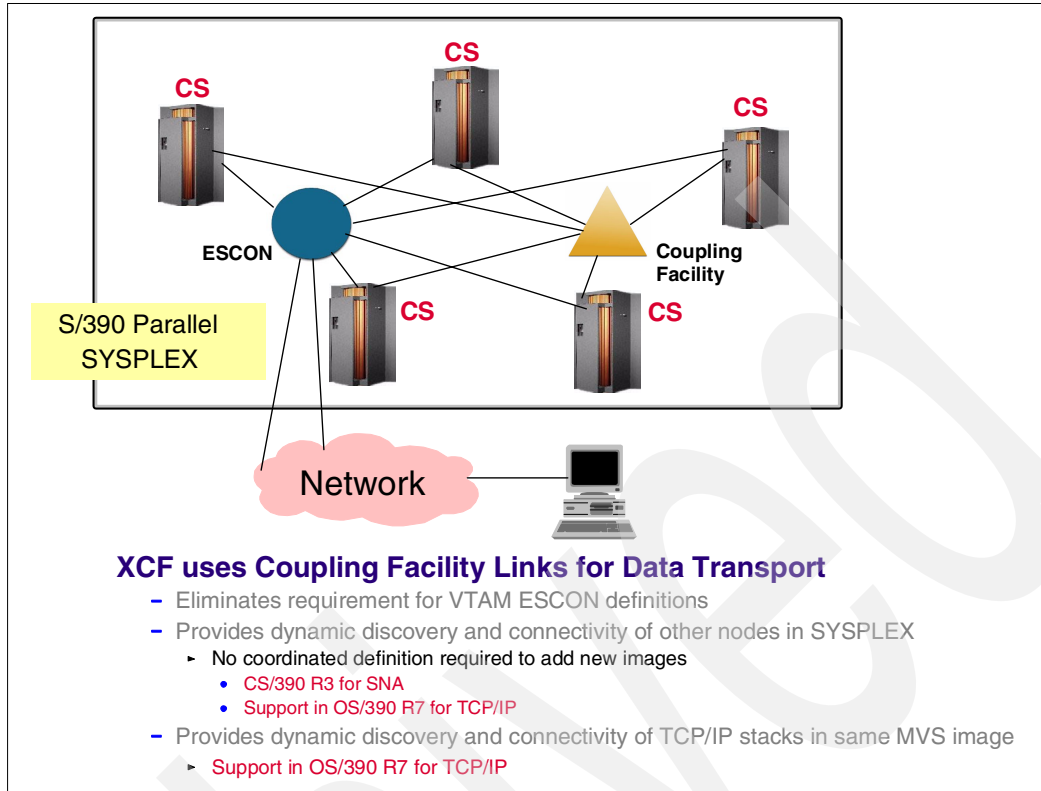 CS
CS
CS
ESCON
Coupling
Facility
CS
CS
S/390 Parallel
SYSPLEX
Network
XCF uses Coupling Facility Links for Data Transport
– Eliminates requirement for VTAM ESCON definitions
– Provides dynamic discovery and connectivity of other nodes in SYSPLEX
► No coordinated definition required to add new images
• CS/390 R3 for SNA
• Support in OS/390 R7 for TCP/IP
– Provides dynamic discovery and connectivity of TCP/IP stacks in same MVS image
► Support in OS/390 R7 for TCP/IP